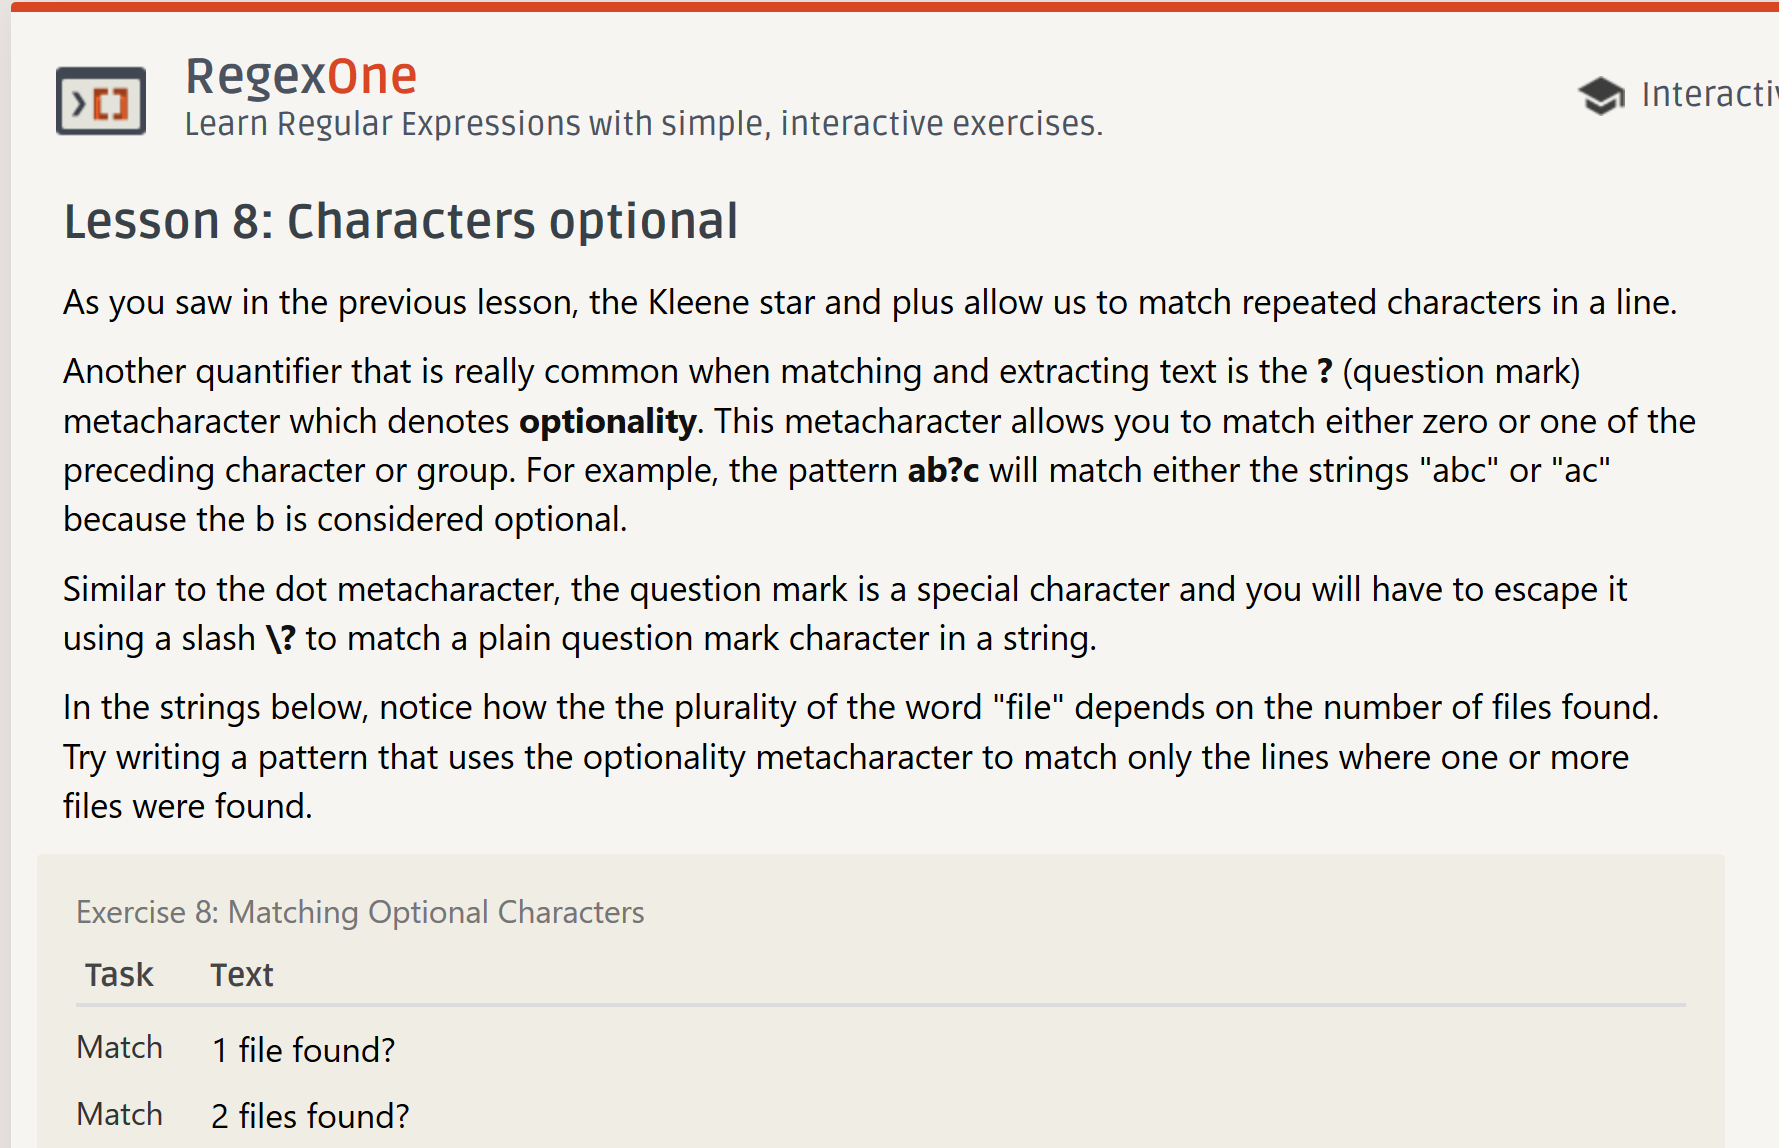 RegexOne
Learn Regular Expressions with simple, interactive exercises.
Lesson 8: Characters optional
As you saw in the previous lesson, the Kleene star and plus allow us to match repeated characters in a line.
Another quantifier that is really common when matching and extracting text is the ? (question mark)
metacharacter which denotes optionality. This metacharacter allows you to match either zero or one of the
preceding character or group. For example, the pattern ab?c will match either the strings "abc" or "ac"
because the b is considered optional.
Similar to the dot metacharacter, the question mark is a special character and you will have to escape it
using a slash \? to match a plain question mark character in a string.
In the strings below, notice how the the plurality of the word "file" depends on the number of files found.
Try writing a pattern that uses the optionality metacharacter to match only the lines where one or more
files were found.
Exercise 8: Matching Optional Characters
Task Text
Match 1 file found?
Match 2 files found?